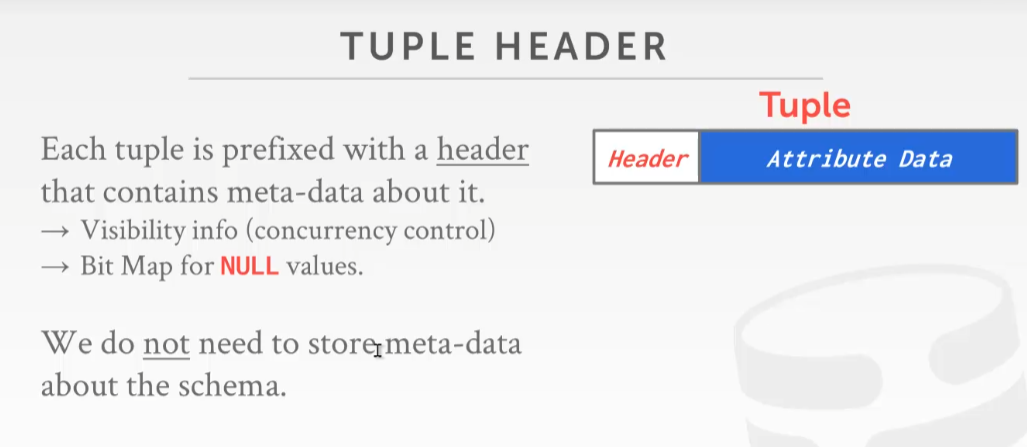 TUPLE HEADER
Tuple
Header
Attribute Data
Each tuple is prefixed with a header
that contains meta-data about it.
→ Visibility info (concurrency control)
→ Bit Map for NULL values.
We do not need to store meta-data
about the schema.